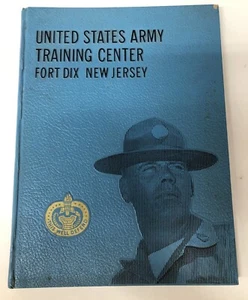 UNITED STATES ARMY
TRAINING CENTER
FORT DIX NEW JERSEY